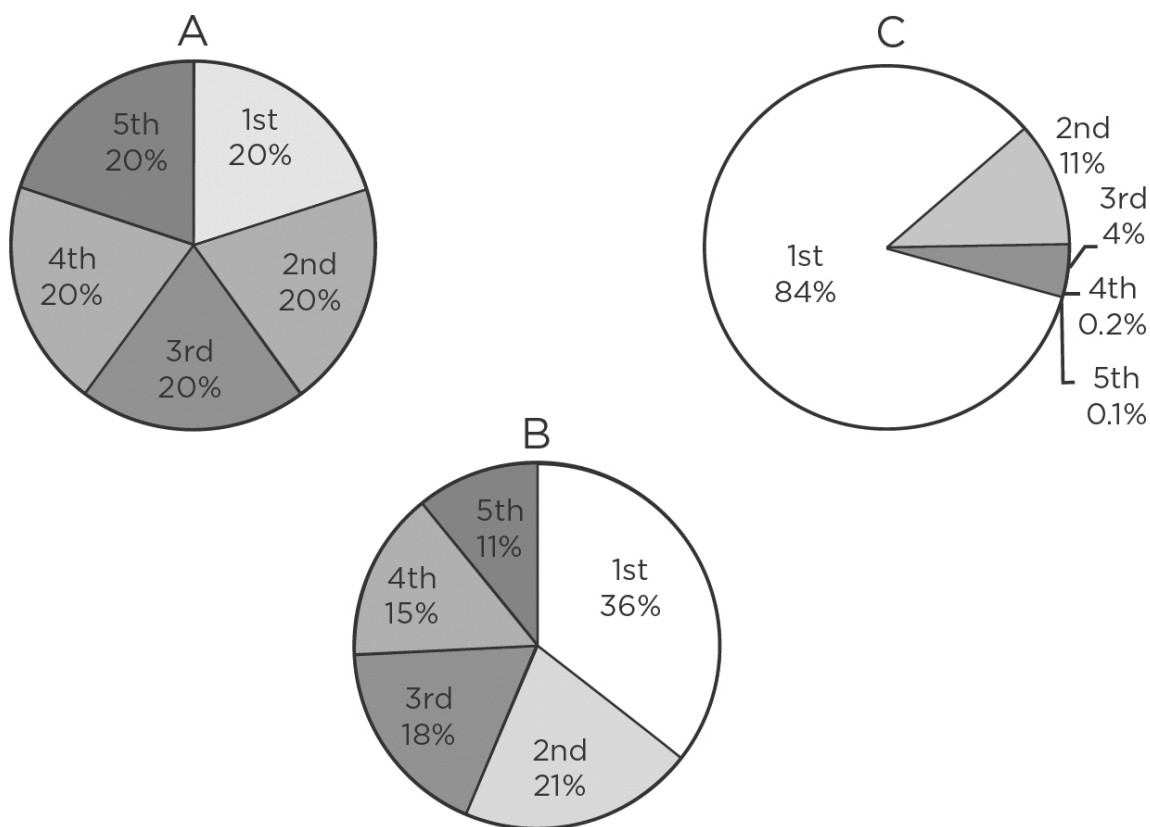 A
5th
20%
1st
20%
4th
20%
2nd
20%
3rd
20%
C
1st
84%
2nd
11%
3rd
4%
4th
0.2%
5th
0.1%
B
5th
11%
1st
36%
4th
15%
3rd
18%
2nd
21%